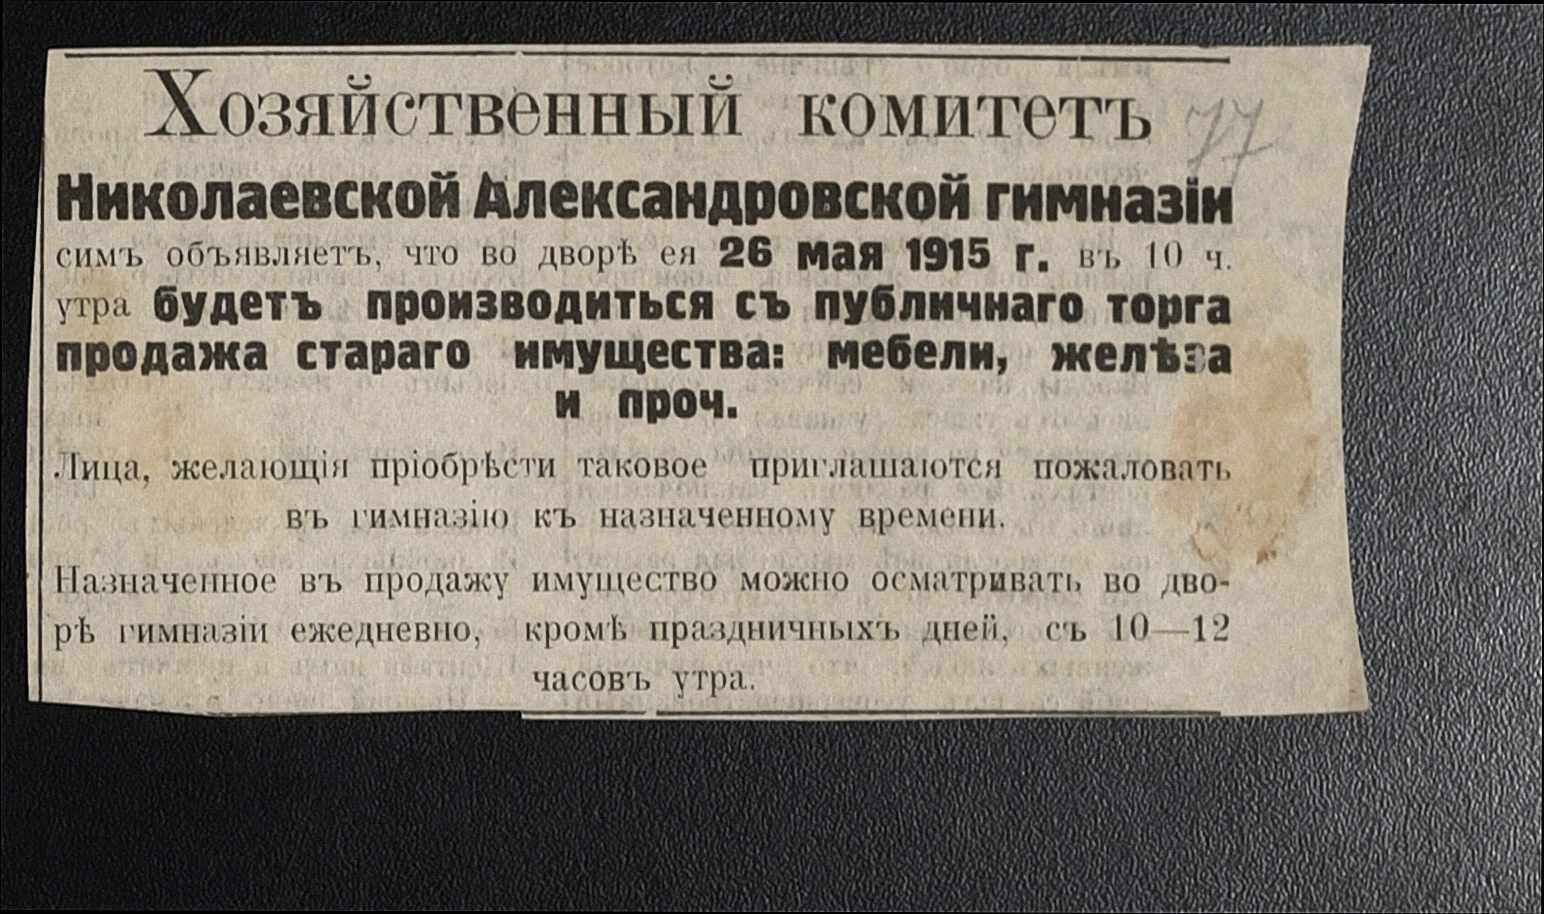 Хозяйственный комитетъ
77
Николаевской Александровской гимназіи
симъ объявляетъ, что во дворѣ ея 26 мая 1915 г. въ 10 ч.
утра будетъ производиться съ публичнаго торга
продажа стараго имущества: мебели, желѣза
и проч.
Лица, желающія пріобрѣсти таковое приглашаются пожаловать
въ гимназію къ назначенному времени.
Назначенное въ продажу имущество можно осматривать во дво-
рѣ гимназіи ежедневно, кромѣ праздничныхъ дней, съ 10—12
часовъ утра.